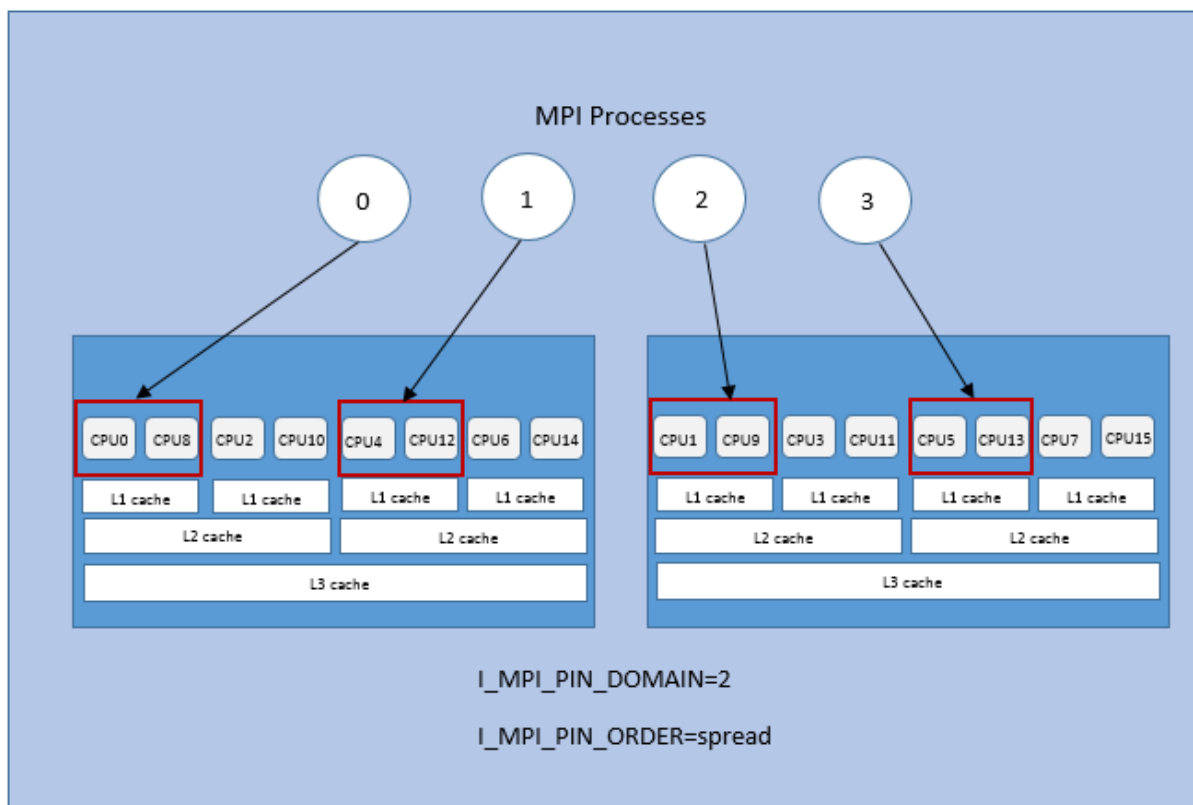 MPI Processes
0 1 2 3
CPU0 CPU8 CPU2 CPU10 CPU4 CPU12 CPU6 CPU14 CPU1 CPU9 CPU3 CPU11 CPU5 CPU13 CPU7 CPU15
L1 cache L1 cache L1 cache L1 cache L1 cache L1 cache L1 cache L1 cache
L2 cache L2 cache L2 cache L2 cache
L3 cache L3 cache
I_MPI_PIN_DOMAIN=2
I_MPI_PIN_ORDER=spread